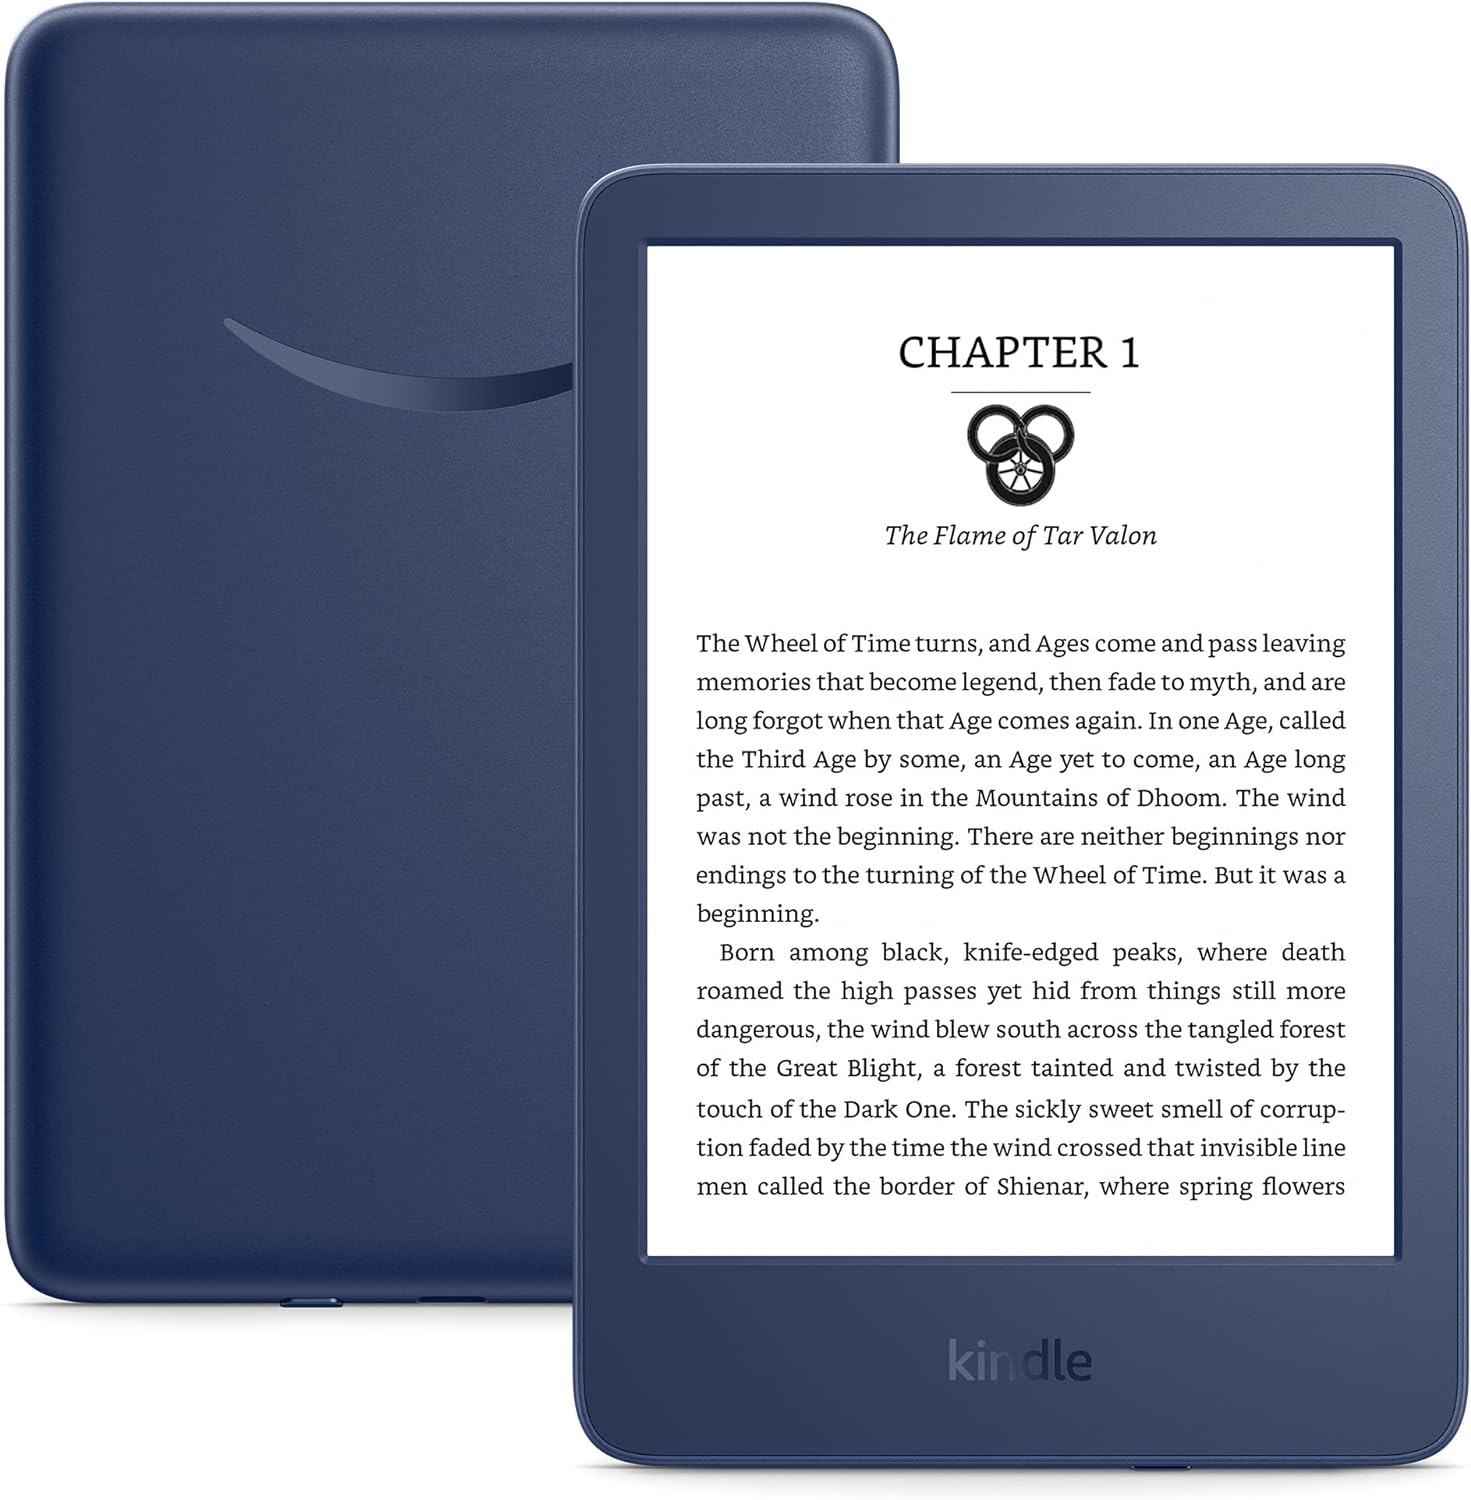 CHAPTER 1
The Flame of Tar Valon
The Wheel of Time turns, and Ages come and pass leaving
memories that become legend, then fade to myth, and are
long forgot when that Age comes again. In one Age, called
the Third Age by some, an Age yet to come, an Age long
past, a wind rose in the Mountains of Dhoom. The wind
was not the beginning. There are neither beginnings nor
endings to the turning of the Wheel of Time. But it was a
beginning.
Born among black, knife-edged peaks, where death
roamed the high passes yet hid from things still more
dangerous, the wind blew south across the tangled forest
of the Great Blight, a forest tainted and twisted by the
touch of the Dark One. The sickly sweet smell of corrup-
tion faded by the time the wind crossed that invisible line
men called the border of Shienar, where spring flowers
kindle